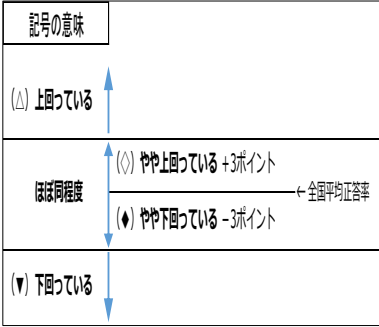 記号の意味
(△) 上回っている
(◇) やや上回っている +3ポイント
ほぼ同程度
←全国平均正答率
(♦) やや下回っている −3ポイント
(▼) 下回っている